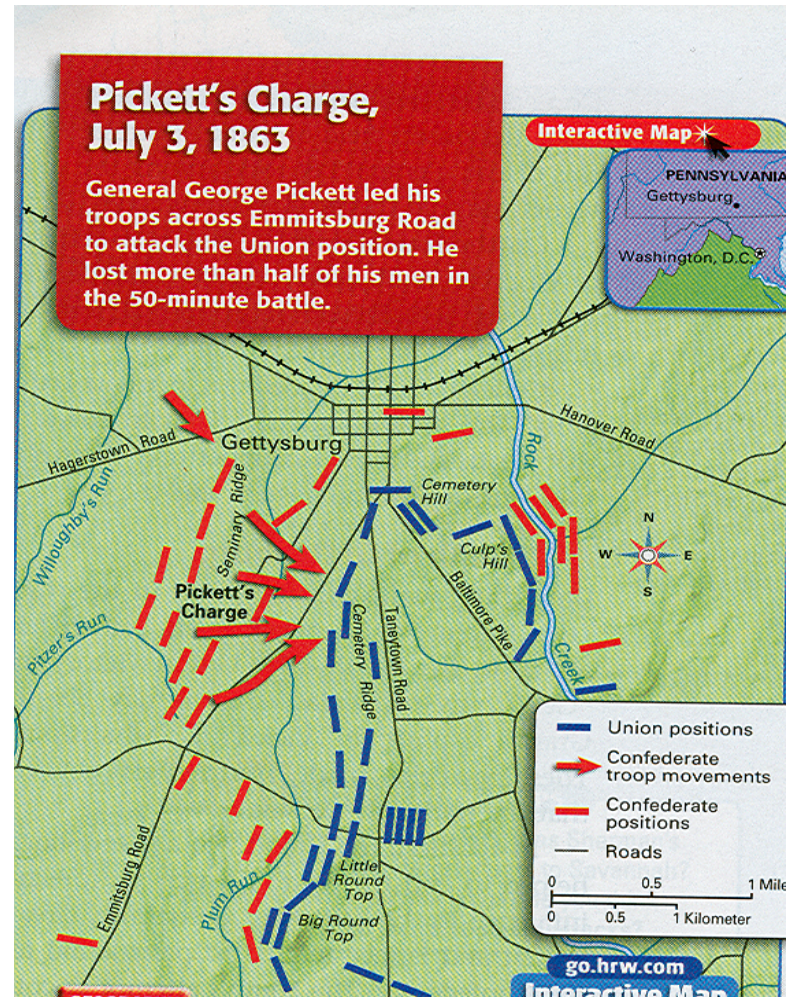 Pickett's Charge,
July 3, 1863
General George Pickett led his
troops across Emmitsburg Road
to attack the Union position. He
lost more than half of his men in
the 50-minute battle.
Interactive Map
PENNSYLVANIA
Gettysburg
Washington, D.C.
Hagerstown Road
Gettysburg
Hanover Road
Willoughby's Run
Seminary Ridge
Cemetery
Hill
Rock
Culp's
Hill
N
W E
S
Pickett's
Charge
Pitzer's Run
Cemetery Ridge
Taneytown Road
Baltimore Pike
Creek
Union positions
Confederate
troop movements
Confederate
positions
Roads
0 0.5 1 Mile
0 0.5 1 Kilometer
Emmitsburg Road
Plum Run
Little
Round
Top
Big Round
Top
go.hrw.com
Interactive Map